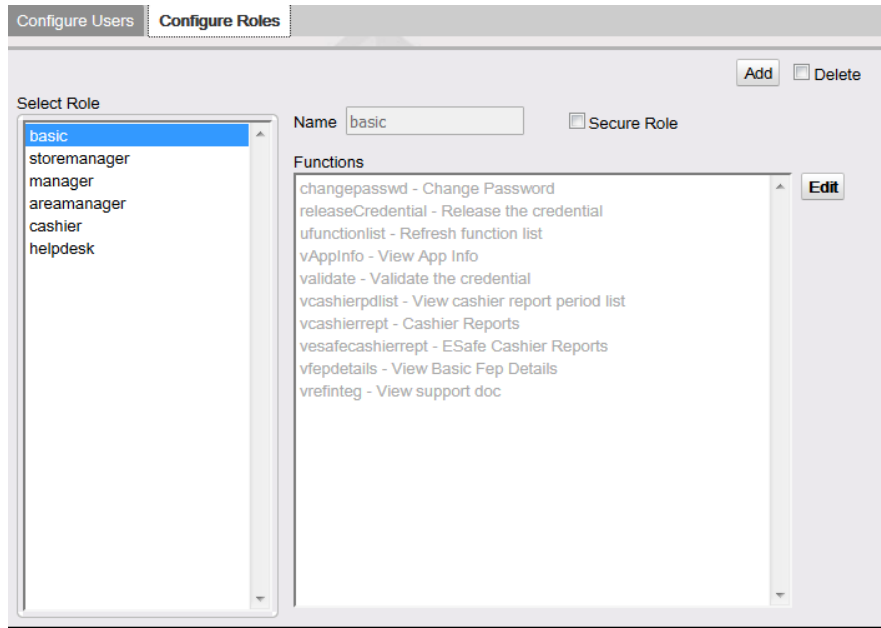 Configure Users Configure Roles
Add Delete
Select Role
basic
storemanager
manager
areamanager
cashier
helpdesk
Name basic Secure Role
Functions
changepasswd - Change Password
releaseCredential - Release the credential
ufunctionlist - Refresh function list
vAppInfo - View App Info
validate - Validate the credential
vcashierpdlist - View cashier report period list
vcashierrept - Cashier Reports
vesafecashierrept - ESafe Cashier Reports
vfepdetails - View Basic Fep Details
vrefinteg - View support doc
Edit